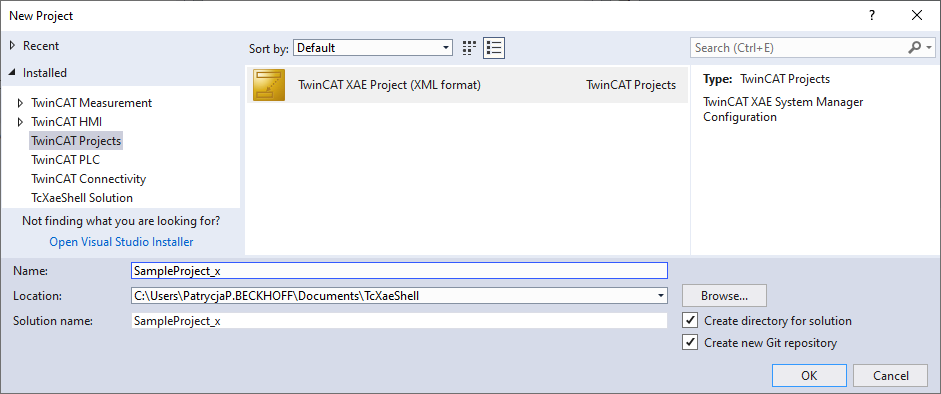 New Project
Recent
Installed
TwinCAT Measurement
TwinCAT HMI
TwinCAT Projects
TwinCAT PLC
TwinCAT Connectivity
TcXaeShell Solution
Not finding what you are looking for?
Open Visual Studio Installer
Sort by: Default
TwinCAT XAE Project (XML format) TwinCAT Projects
Search (Ctrl+E)
Type: TwinCAT Projects
TwinCAT XAE System Manager
Configuration
Name: SampleProject_x
Location: C:\Users\PatrycjaP.BECKHOFF\Documents\TcXaeShell Browse...
Solution name: SampleProject_x
Create directory for solution
Create new Git repository
OK Cancel